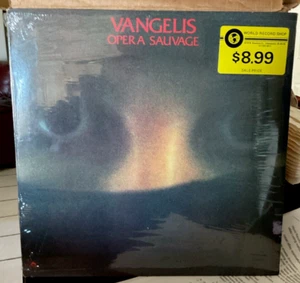 VANGELIS
OPERA SAUVAGE
WORLD RECORD SHOP
$8.99